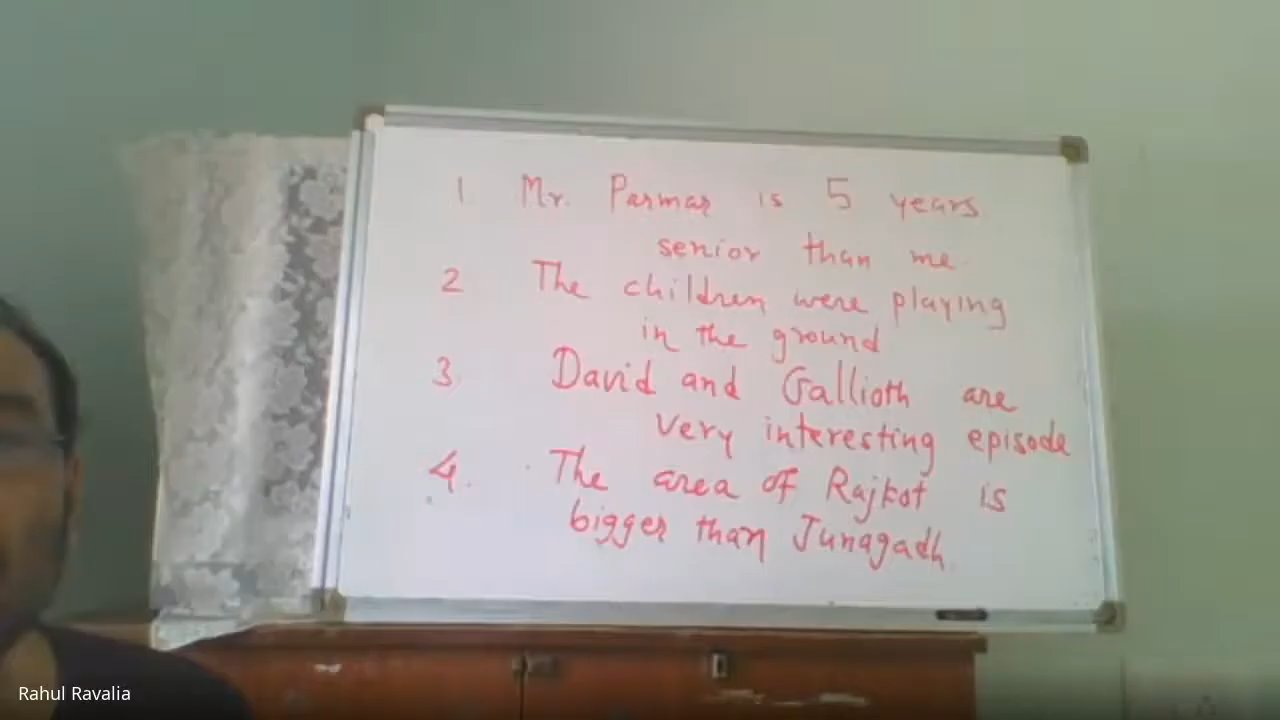 1 Mr. Parmar is 5 years
senior than me
2 The children were playing
in the ground
3. David and Gallioth are
very interesting episode
4. The area of Rajkot is
bigger than Junagadh.
Rahul Ravalia